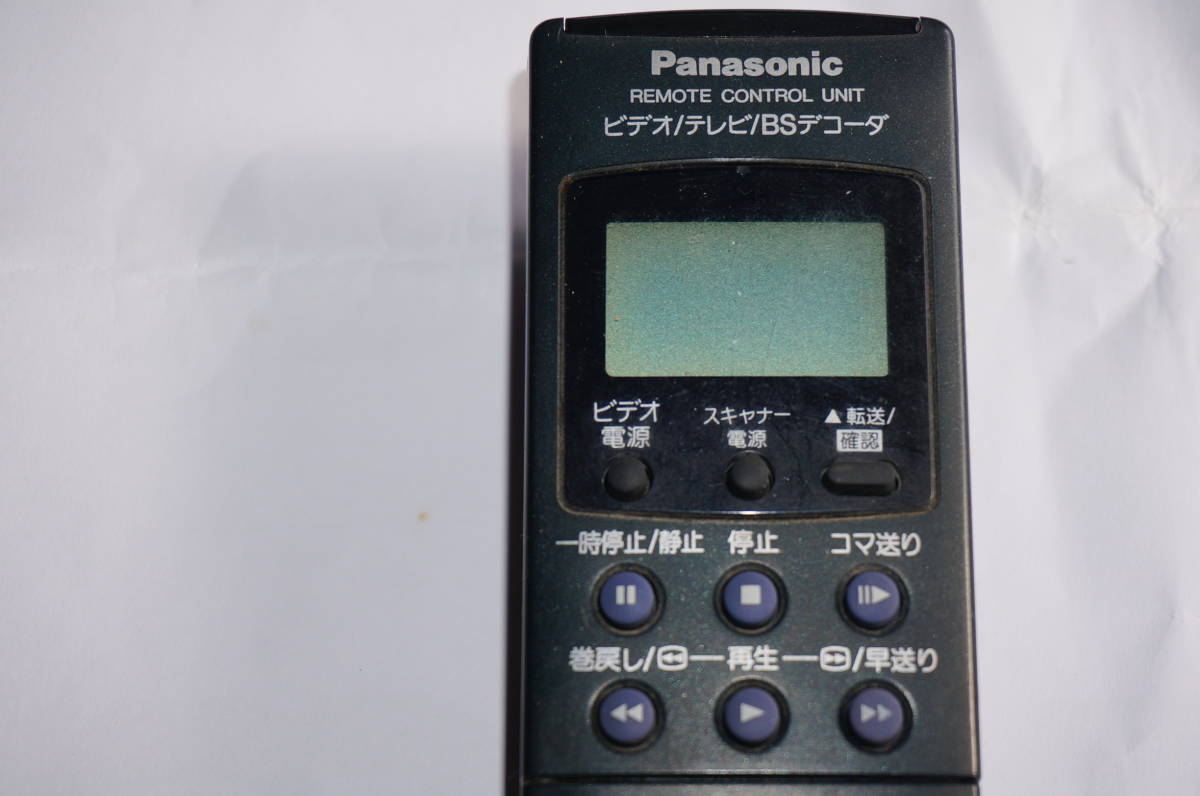 Panasonic
REMOTE CONTROL UNIT
ビデオ/テレビ/BSデコーダ
ビデオ 電源
スキャナー 電源
▲転送/ 確認
一時停止/静止 停止 コマ送り
巻戻し/ 再生 /早送り